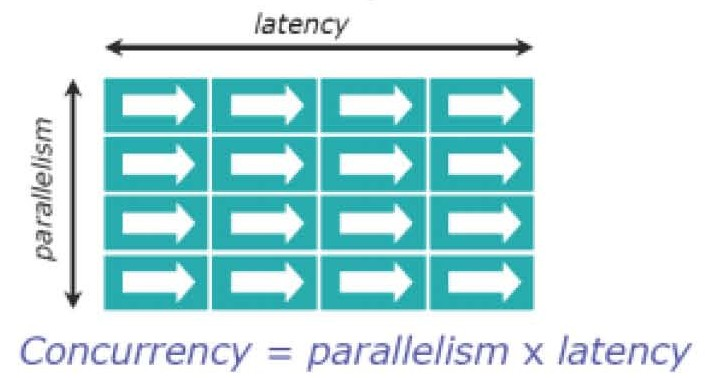 latency
parallelism
Concurrency = parallelism x latency